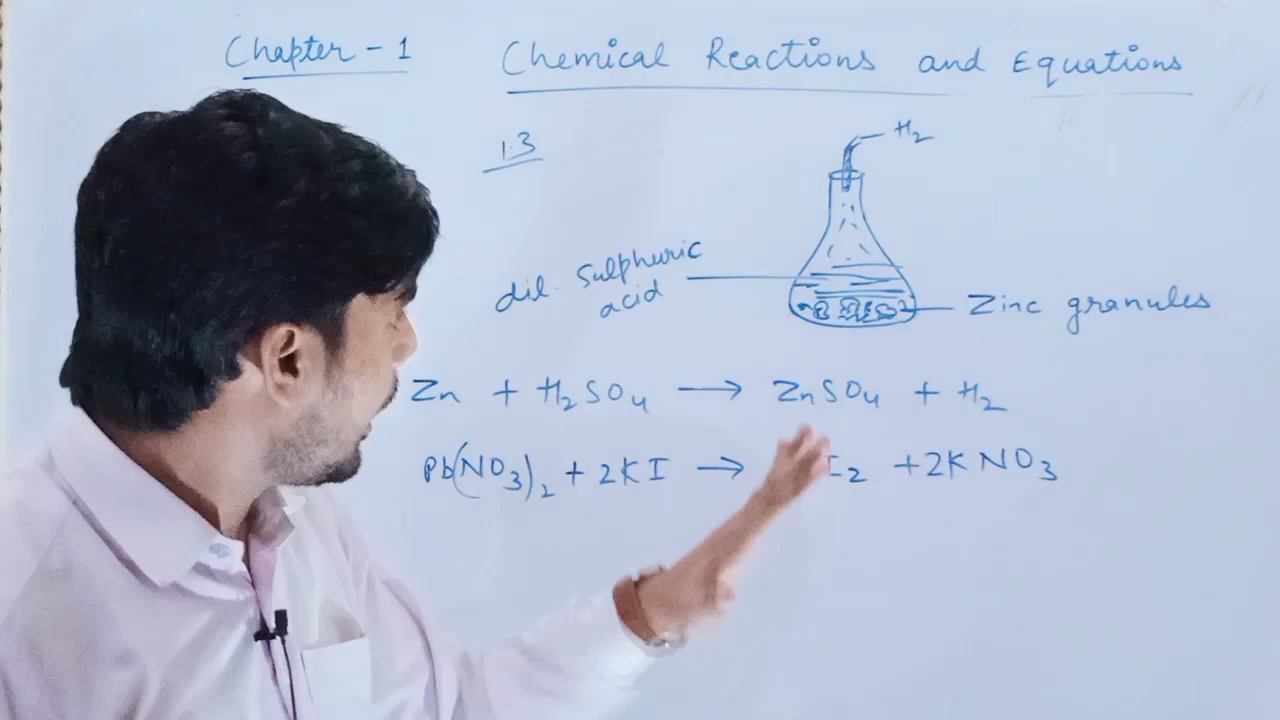 Chapter - 1
Chemical Reactions and Equations
1.3
H₂
dil. Sulphuric
acid
Zinc granules
Zn + H₂SO₄ → ZnSO₄ + H₂
Pb(NO₃)₂ + 2KI → I₂ + 2KNO₃